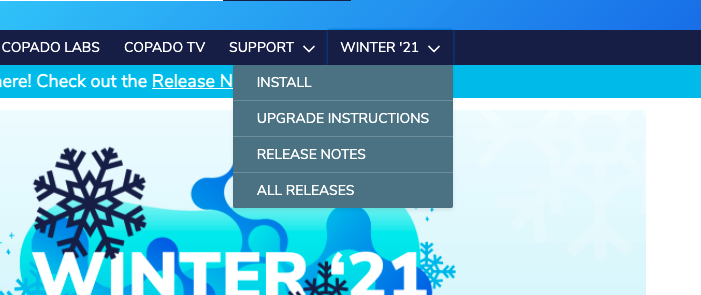 COPADO LABS COPADO TV SUPPORT WINTER '21
here! Check out the Release N
INSTALL
UPGRADE INSTRUCTIONS
RELEASE NOTES
ALL RELEASES
WINTER ‘21